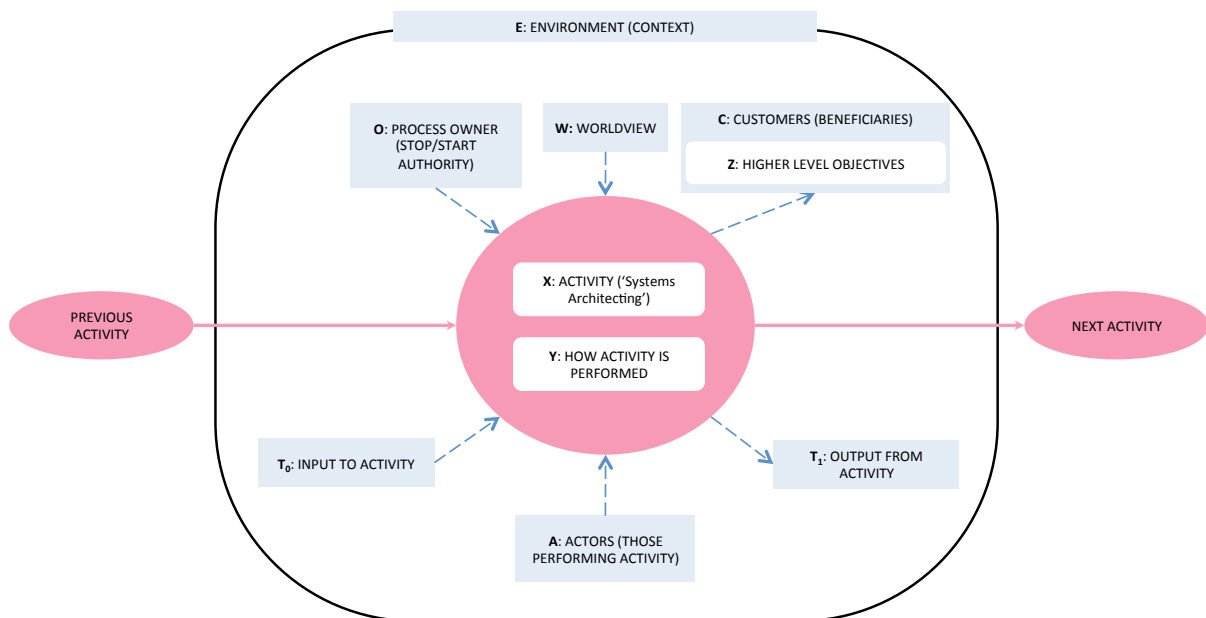 E: ENVIRONMENT (CONTEXT)
O: PROCESS OWNER
(STOP/START
AUTHORITY)
W: WORLDVIEW
C: CUSTOMERS (BENEFICIARIES)
Z: HIGHER LEVEL OBJECTIVES
X: ACTIVITY (‘Systems
Architecting’)
PREVIOUS
ACTIVITY
NEXT ACTIVITY
Y: HOW ACTIVITY IS
PERFORMED
T₀: INPUT TO ACTIVITY
T₁: OUTPUT FROM
ACTIVITY
A: ACTORS (THOSE
PERFORMING ACTIVITY)